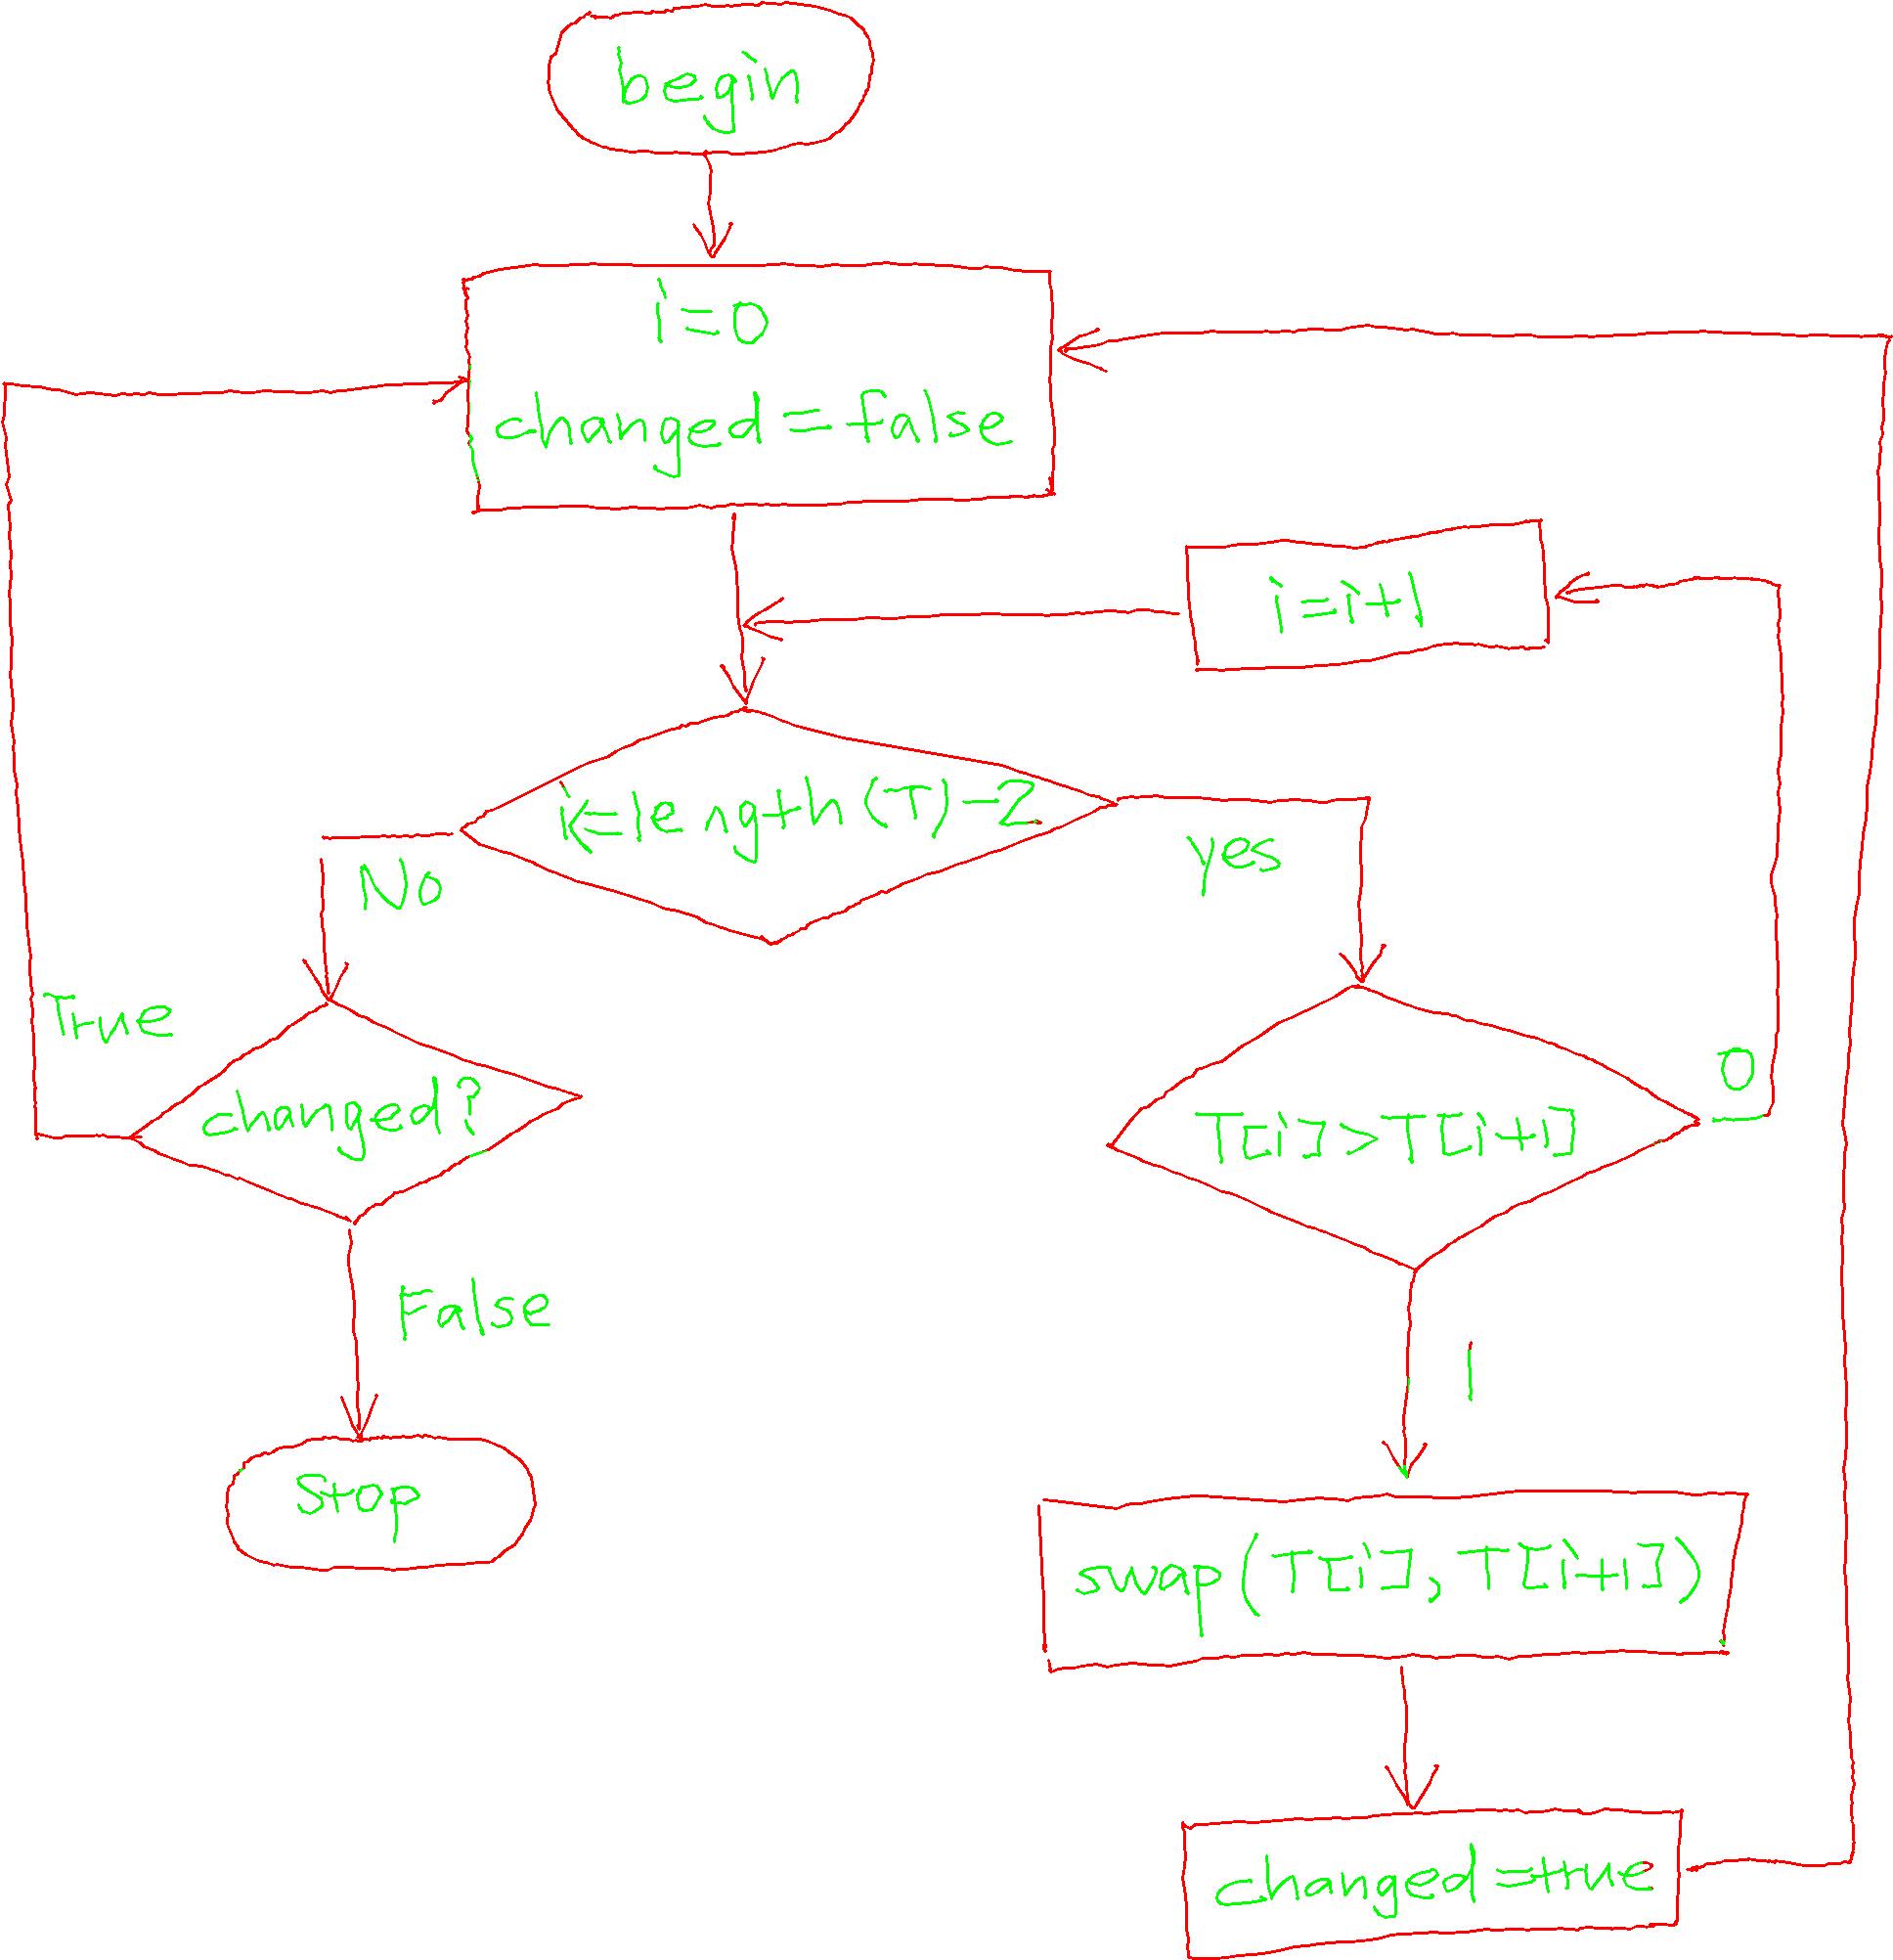 begin
i=0
changed=false
i=i+1
i<=length(T)-2
No
yes
True
changed?
T[i]>T[i+1]
0
False
1
Stop
swap(T[i], T[i+1])
changed=true